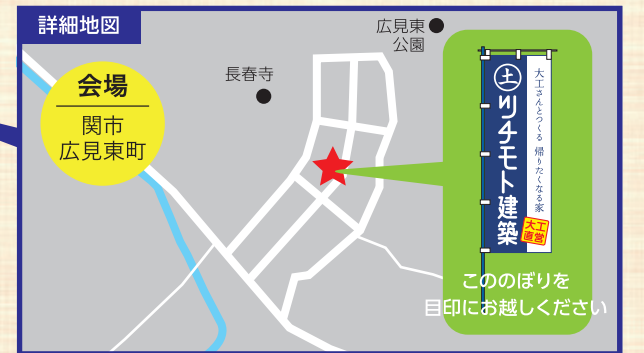 詳細地図
会場
関市
広見東町
長春寺
広見東
公園
土
ツチモト建築
大工さんとつくる 帰りたくなる家
大工
直営
こののぼりを
目印にお越しください